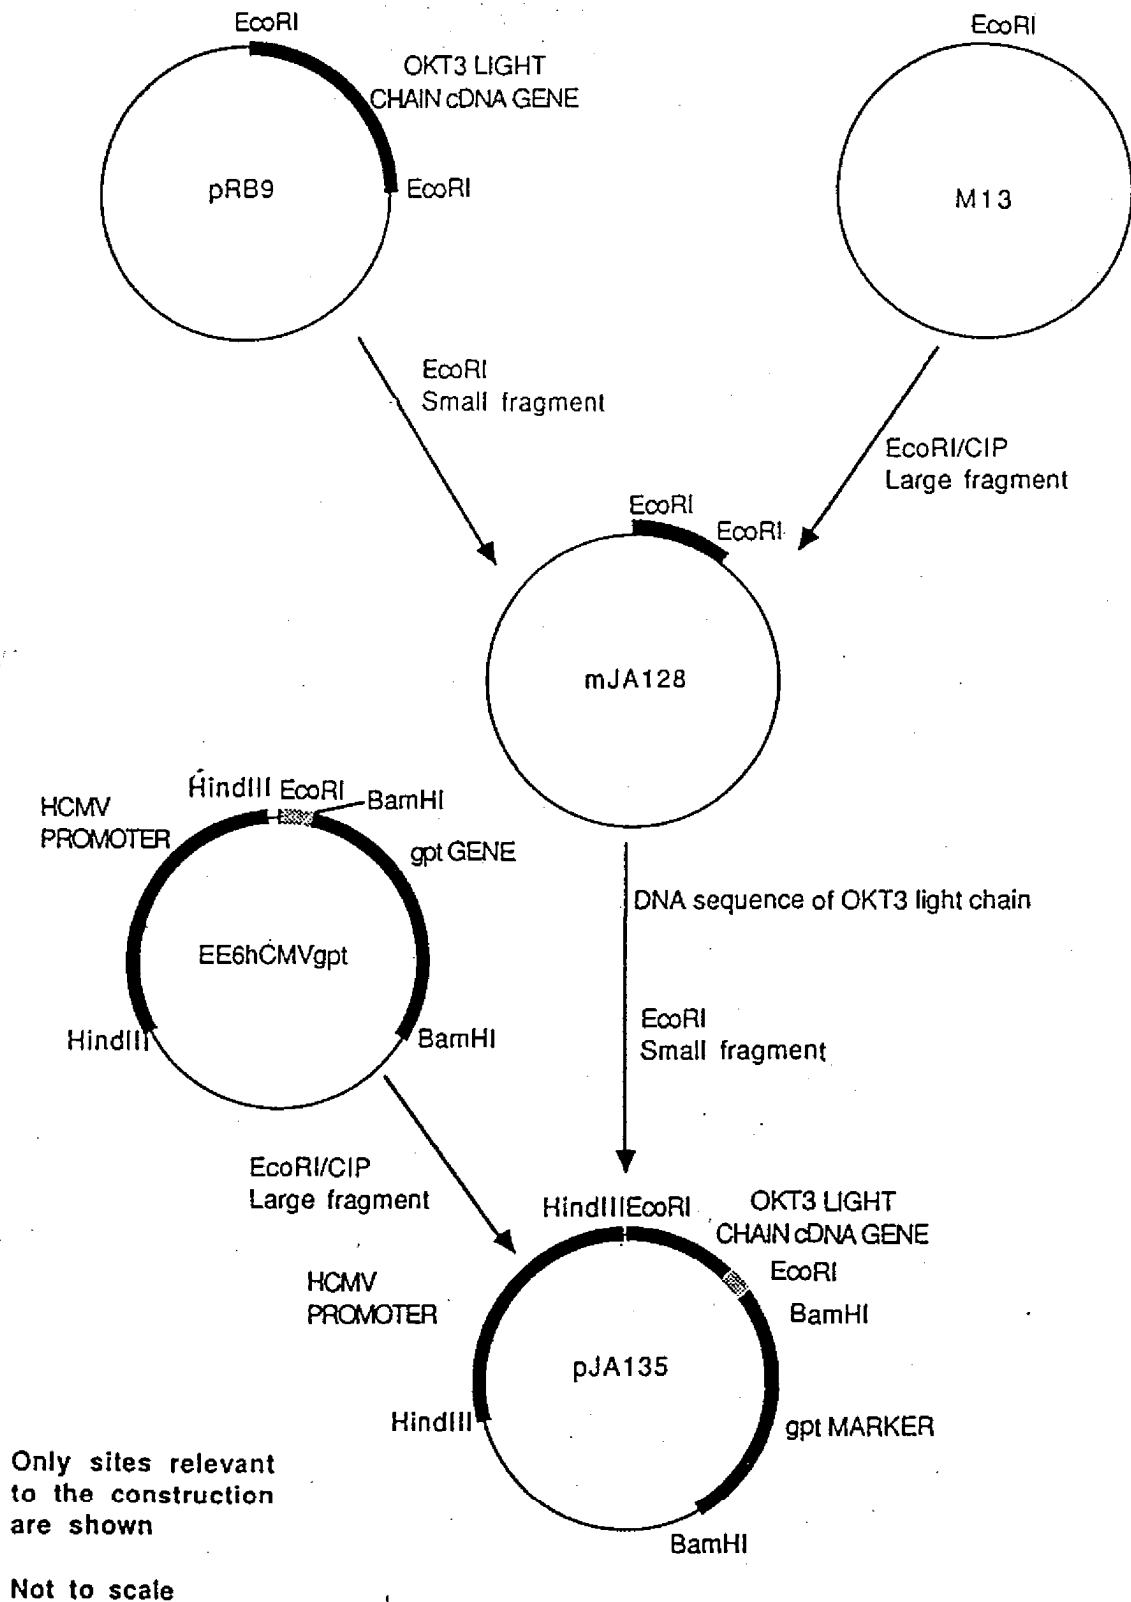 EcoRI
OKT3 LIGHT
CHAIN cDNA GENE
EcoRI
pRB9
EcoRI
M13
EcoRI
Small fragment
EcoRI/CIP
Large fragment
EcoRI
EcoRI
mJA128
HindIII
EcoRI
BamHI
HCMV
PROMOTER
gpt GENE
EE6hCMVgpt
HindIII
BamHI
DNA sequence of OKT3 light chain
EcoRI
Small fragment
EcoRI/CIP
Large fragment
HindIII
EcoRI
OKT3 LIGHT
CHAIN cDNA GENE
EcoRI
BamHI
HCMV
PROMOTER
pJA135
HindIII
gpt MARKER
BamHI
Only sites relevant
to the construction
are shown
Not to scale